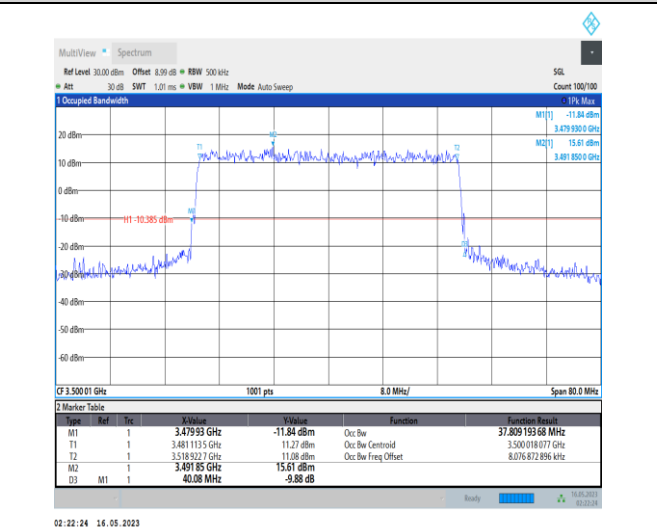 MultiView Spectrum
Ref Level 30.00 dBm Offset 8.99 dB RBW 500 kHz SGL
Att 30 dB SWT 1.01 ms VBW 1 MHz Mode Auto Sweep Count 100/100
1 Occupied Bandwidth 1Pk Max
M1[1] -11.84 dBm
3.479 930 0 GHz
M2[1] 15.61 dBm
3.491 850 0 GHz
20 dBm
M2
T1 T2
10 dBm
0 dBm
M1
-10 dBm H1 -10.385 dBm
-20 dBm
D3
-30 dBm
-40 dBm
-50 dBm
-60 dBm
CF 3.500 01 GHz 1001 pts 8.0 MHz/ Span 80.0 MHz
2 Marker Table
Type Ref Trc X-Value Y-Value Function Function Result
M1 1 3.479 93 GHz -11.84 dBm Occ Bw 37.809 193 68 MHz
T1 1 3.481 113 5 GHz 11.27 dBm Occ Bw Centroid 3.500 018 077 GHz
T2 1 3.518 922 7 GHz 11.08 dBm Occ Bw Freq Offset 8.076 872 896 kHz
M2 1 3.491 85 GHz 15.61 dBm
D3 M1 1 40.08 MHz -9.88 dB
Ready 16.05.2023
02:22:24
02:22:24 16.05.2023